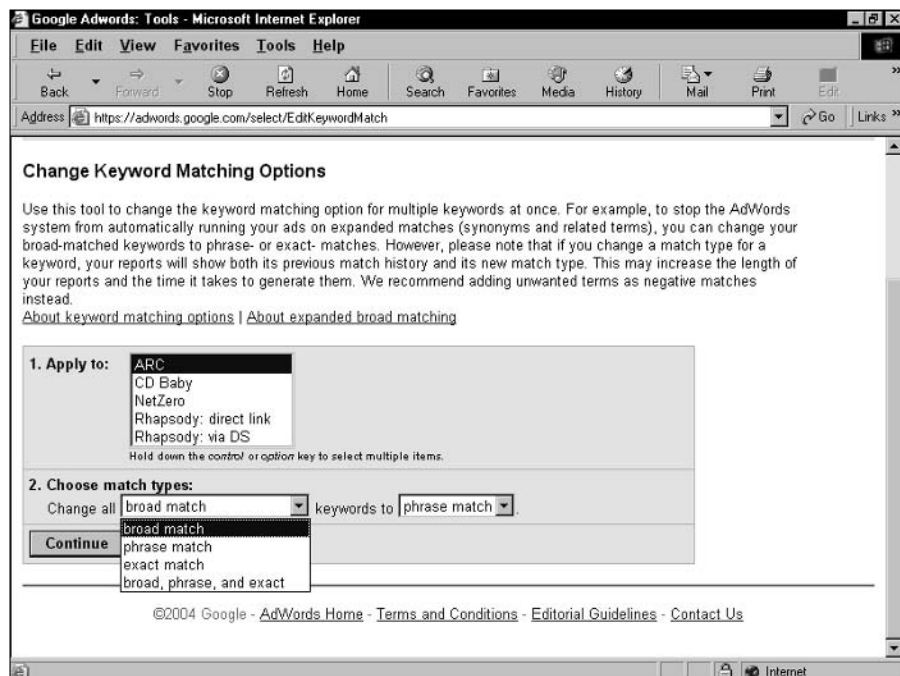 Google Adwords: Tools - Microsoft Internet Explorer
File Edit View Favorites Tools Help
Back Forward Stop Refresh Home Search Favorites Media History Mail Print Edit
Address https://adwords.google.com/select/EditKeywordMatch Go Links
Change Keyword Matching Options
Use this tool to change the keyword matching option for multiple keywords at once. For example, to stop the AdWords
system from automatically running your ads on expanded matches (synonyms and related terms), you can change your
broad-matched keywords to phrase- or exact- matches. However, please note that if you change a match type for a
keyword, your reports will show both its previous match history and its new match type. This may increase the length of
your reports and the time it takes to generate them. We recommend adding unwanted terms as negative matches
instead.
About keyword matching options | About expanded broad matching
1. Apply to: ARC
CD Baby
NetZero
Rhapsody: direct link
Rhapsody: via DS
Hold down the control or option key to select multiple items.
2. Choose match types:
Change all broad match keywords to phrase match .
broad match
Continue phrase match
exact match
broad, phrase, and exact
©2004 Google - AdWords Home - Terms and Conditions - Editorial Guidelines - Contact Us
Internet